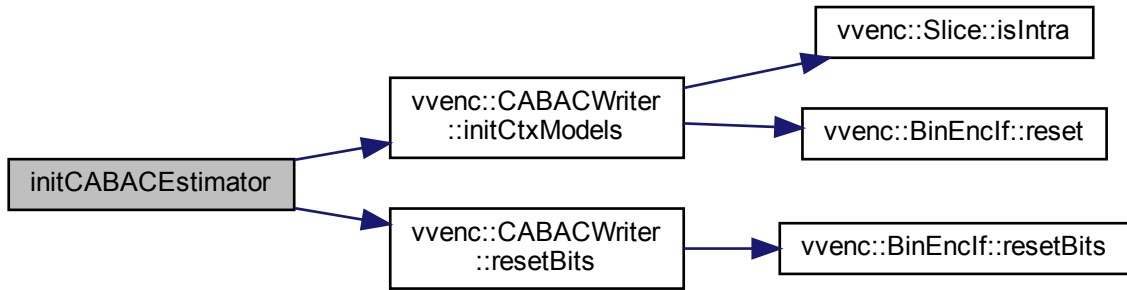 initCABACEstimator
vvenc::CABACWriter
::initCtxModels
vvenc::Slice::isIntra
vvenc::BinEncIf::reset
vvenc::CABACWriter
::resetBits
vvenc::BinEncIf::resetBits